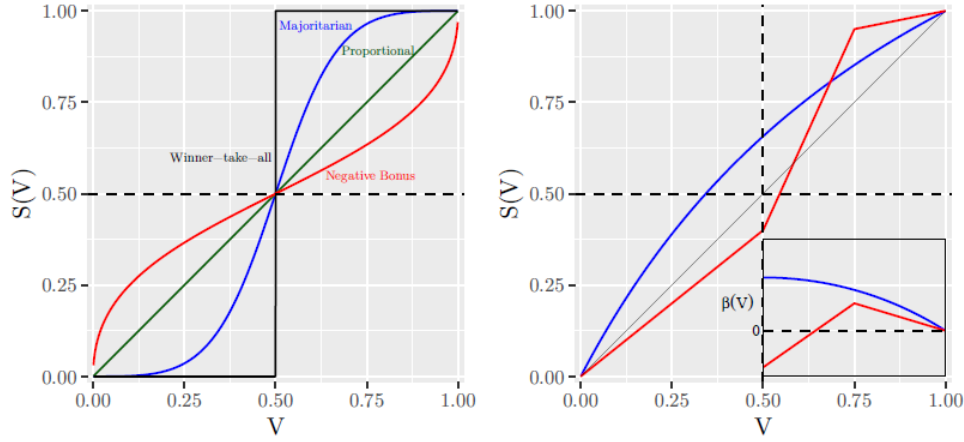 1.00
Majoritarian
Proportional
0.75
Winner–take–all
S(V)
0.50
Negative Bonus
0.25
0.00
0.00 0.25 0.50 0.75 1.00
V
1.00
0.75
S(V)
0.50
0.25
β(V)
0
0.00
0.00 0.25 0.50 0.75 1.00
V